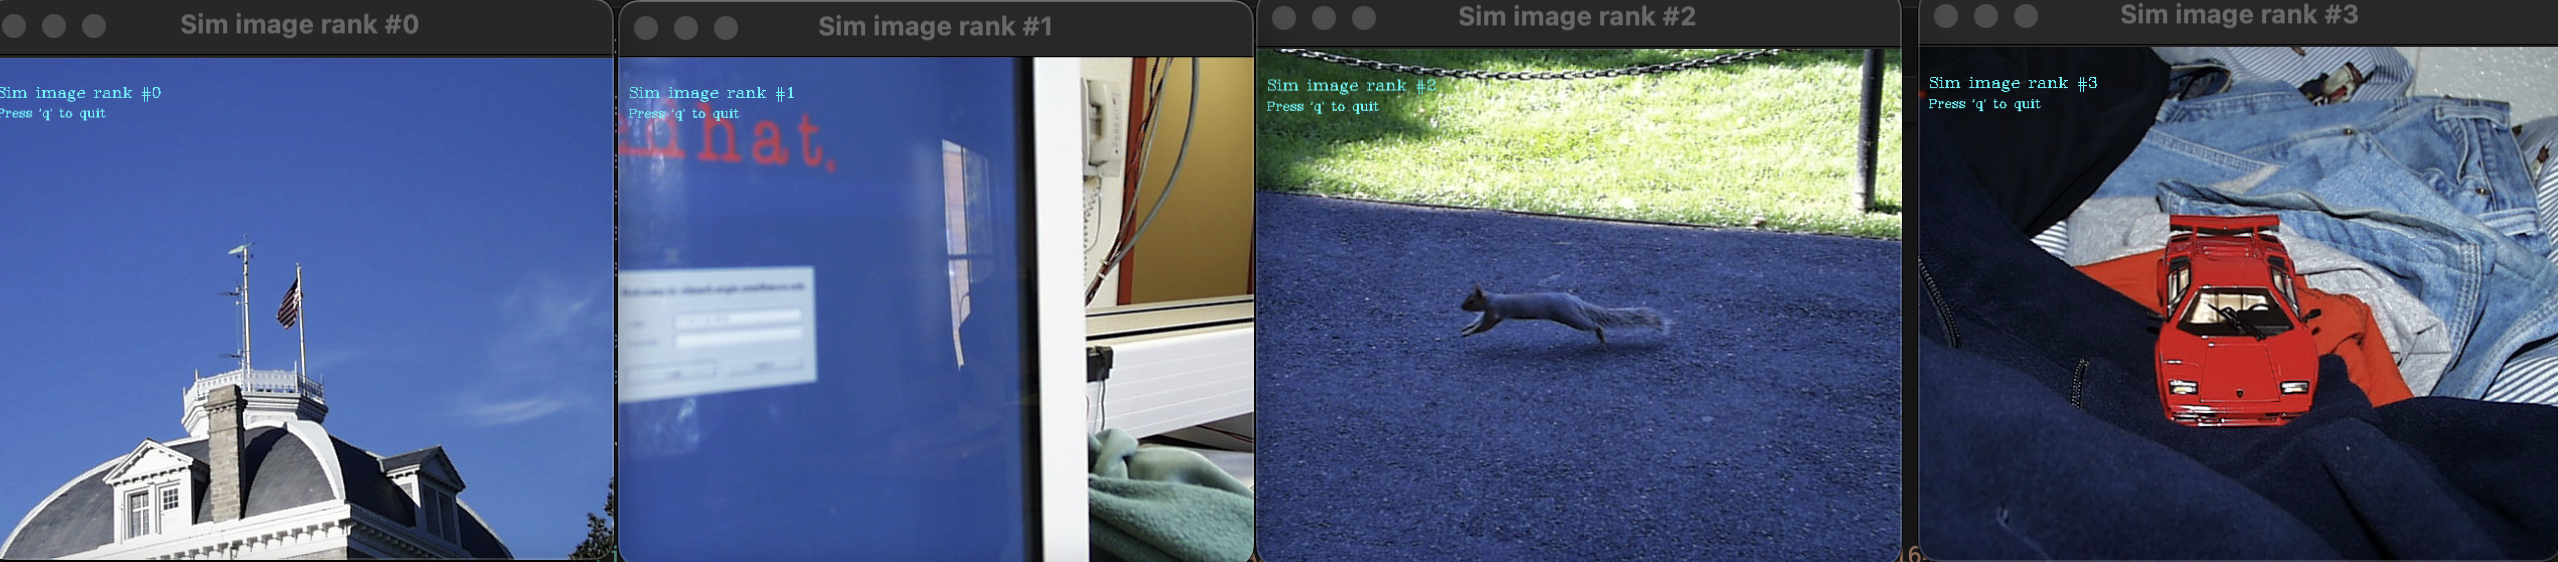 Sim image rank #0
Sim image rank #0
Press 'q' to quit
Sim image rank #1
Sim image rank #1
Press 'q' to quit
hat.
Sim image rank #2
Sim image rank #2
Press 'q' to quit
Sim image rank #3
Sim image rank #3
Press 'q' to quit